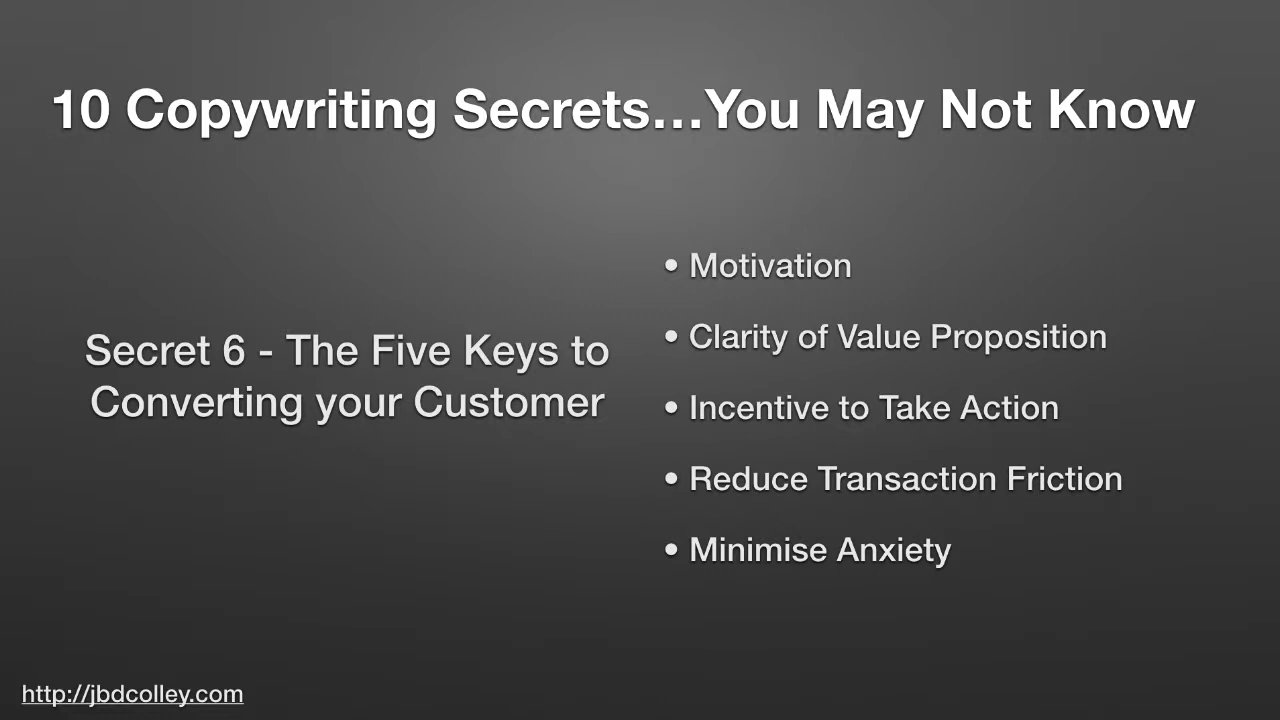 10 Copywriting Secrets...You May Not Know
Secret 6 - The Five Keys to
Converting your Customer
• Motivation
• Clarity of Value Proposition
• Incentive to Take Action
• Reduce Transaction Friction
• Minimise Anxiety
http://jbdcolley.com